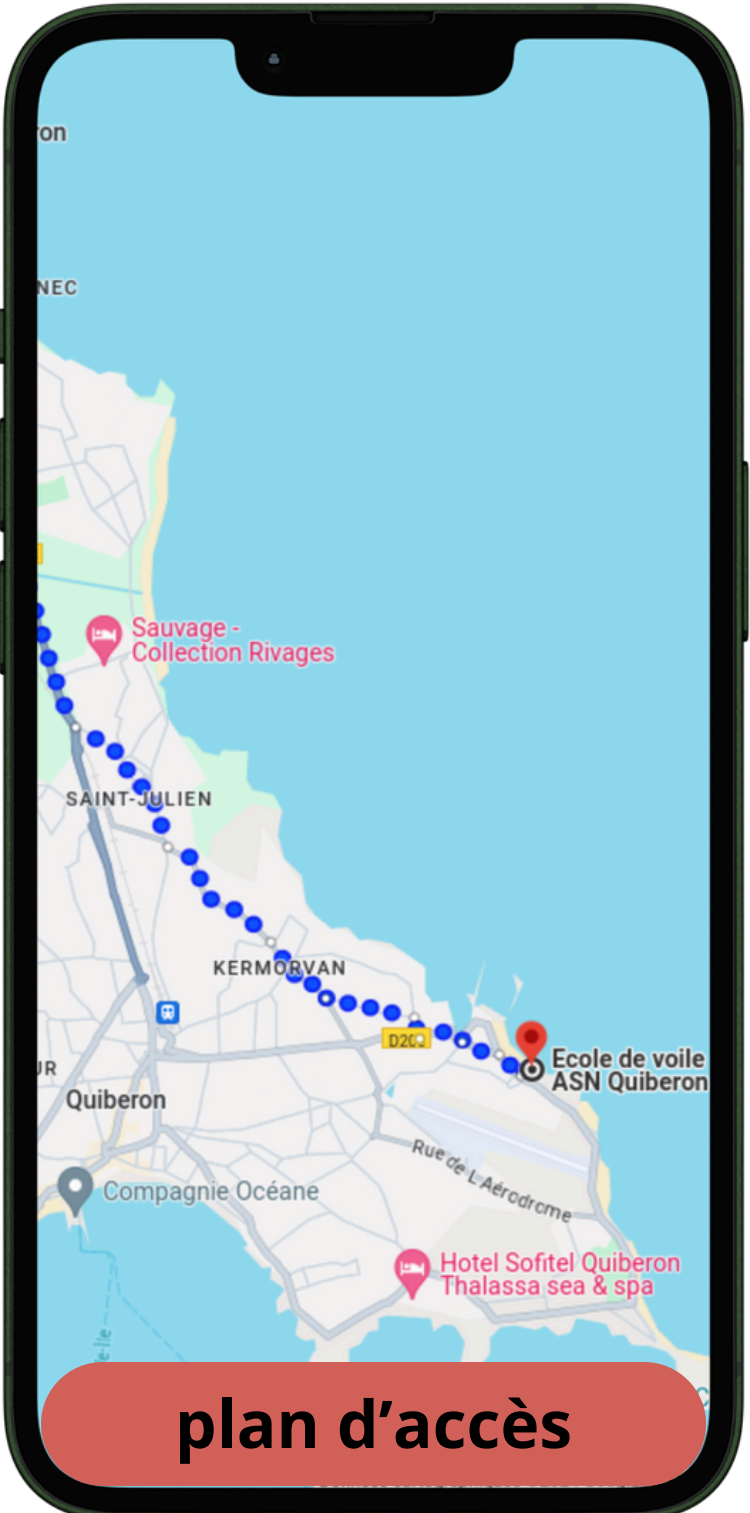 ron
NEC
Sauvage -
Collection Rivages
SAINT-JULIEN
KERMORVAN
Ecole de voile
ASN Quiberon
UR
Quiberon
Rue de L'Aérodrome
Compagnie Océane
Hotel Sofitel Quiberon
Thalassa sea & spa
plan d’accès